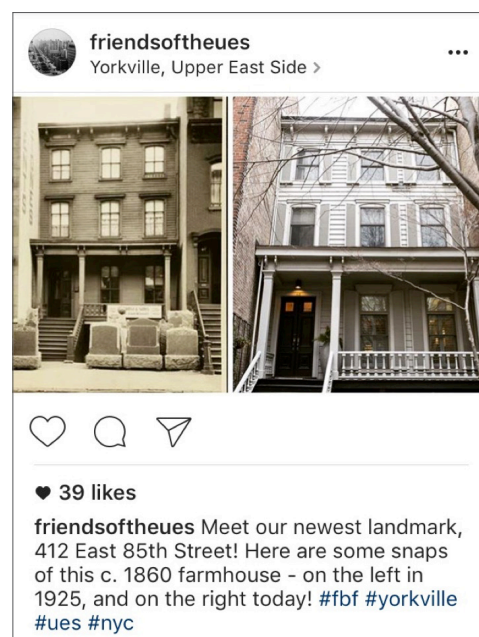 friendsoftheues
Yorkville, Upper East Side >
39 likes
friendsoftheues Meet our newest landmark,
412 East 85th Street! Here are some snaps
of this c. 1860 farmhouse - on the left in
1925, and on the right today! #fbf #yorkville
#ues #nyc